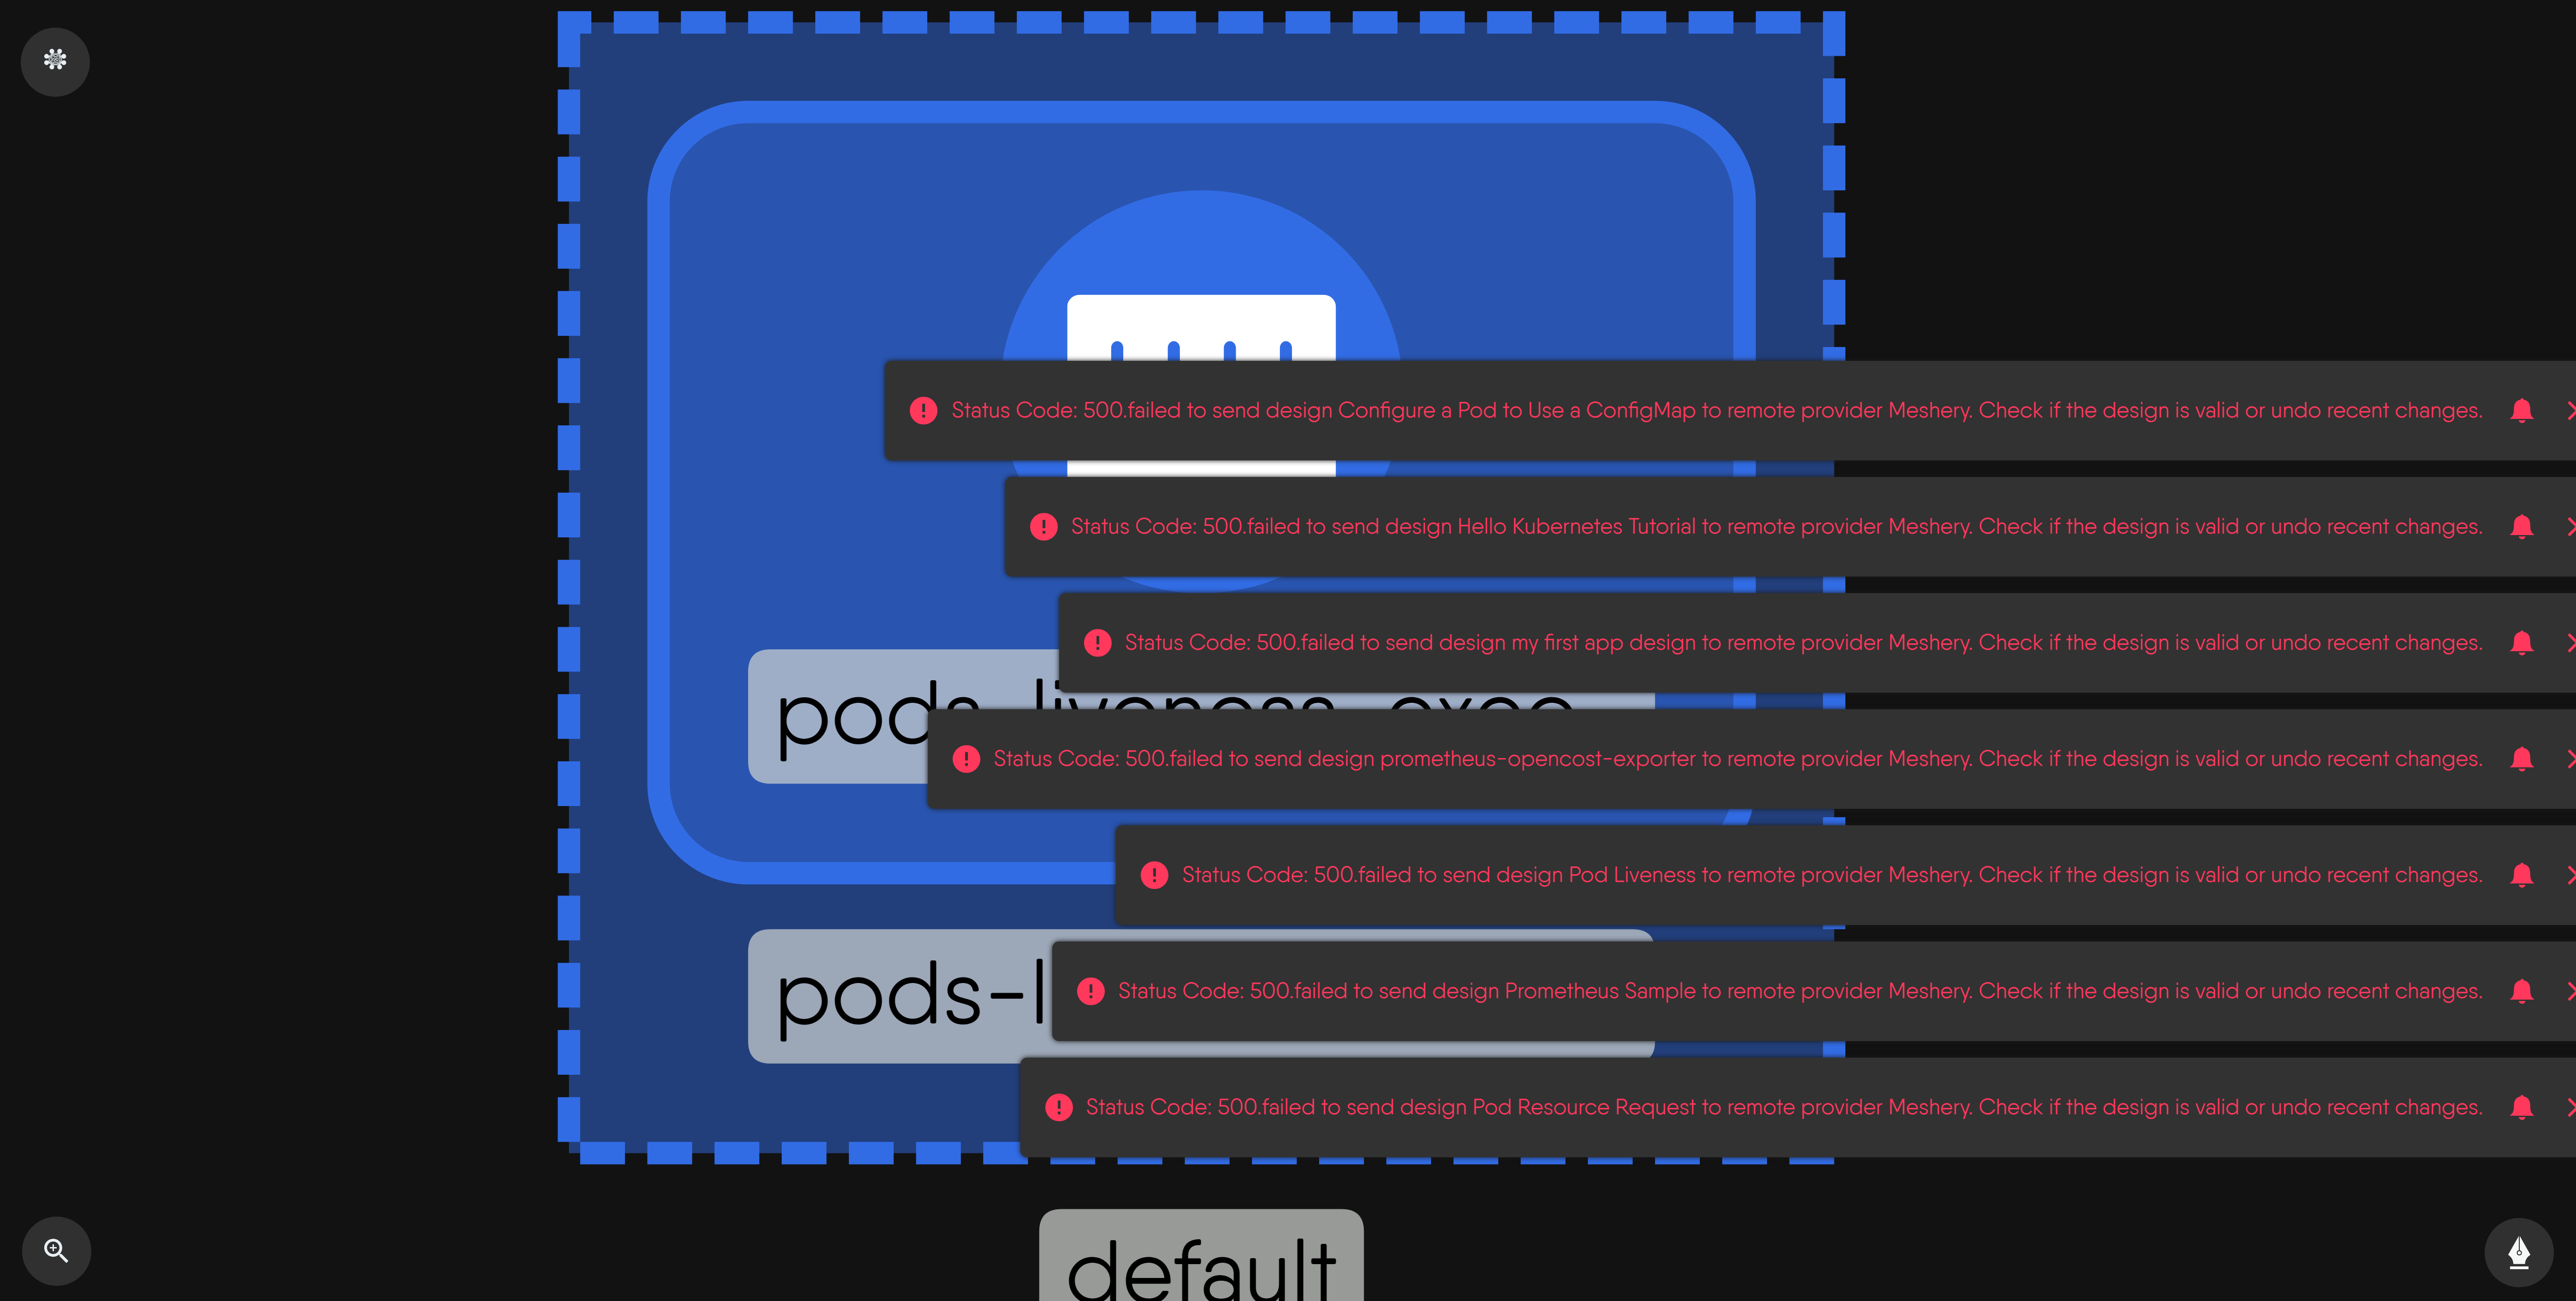 Status Code: 500.failed to send design Configure a Pod to Use a ConfigMap to remote provider Meshery. Check if the design is valid or undo recent changes.
Status Code: 500.failed to send design Hello Kubernetes Tutorial to remote provider Meshery. Check if the design is valid or undo recent changes.
Status Code: 500.failed to send design my first app design to remote provider Meshery. Check if the design is valid or undo recent changes.
pods-liveness-exec
Status Code: 500.failed to send design prometheus-opencost-exporter to remote provider Meshery. Check if the design is valid or undo recent changes.
Status Code: 500.failed to send design Pod Liveness to remote provider Meshery. Check if the design is valid or undo recent changes.
pods-l
Status Code: 500.failed to send design Prometheus Sample to remote provider Meshery. Check if the design is valid or undo recent changes.
Status Code: 500.failed to send design Pod Resource Request to remote provider Meshery. Check if the design is valid or undo recent changes.
default